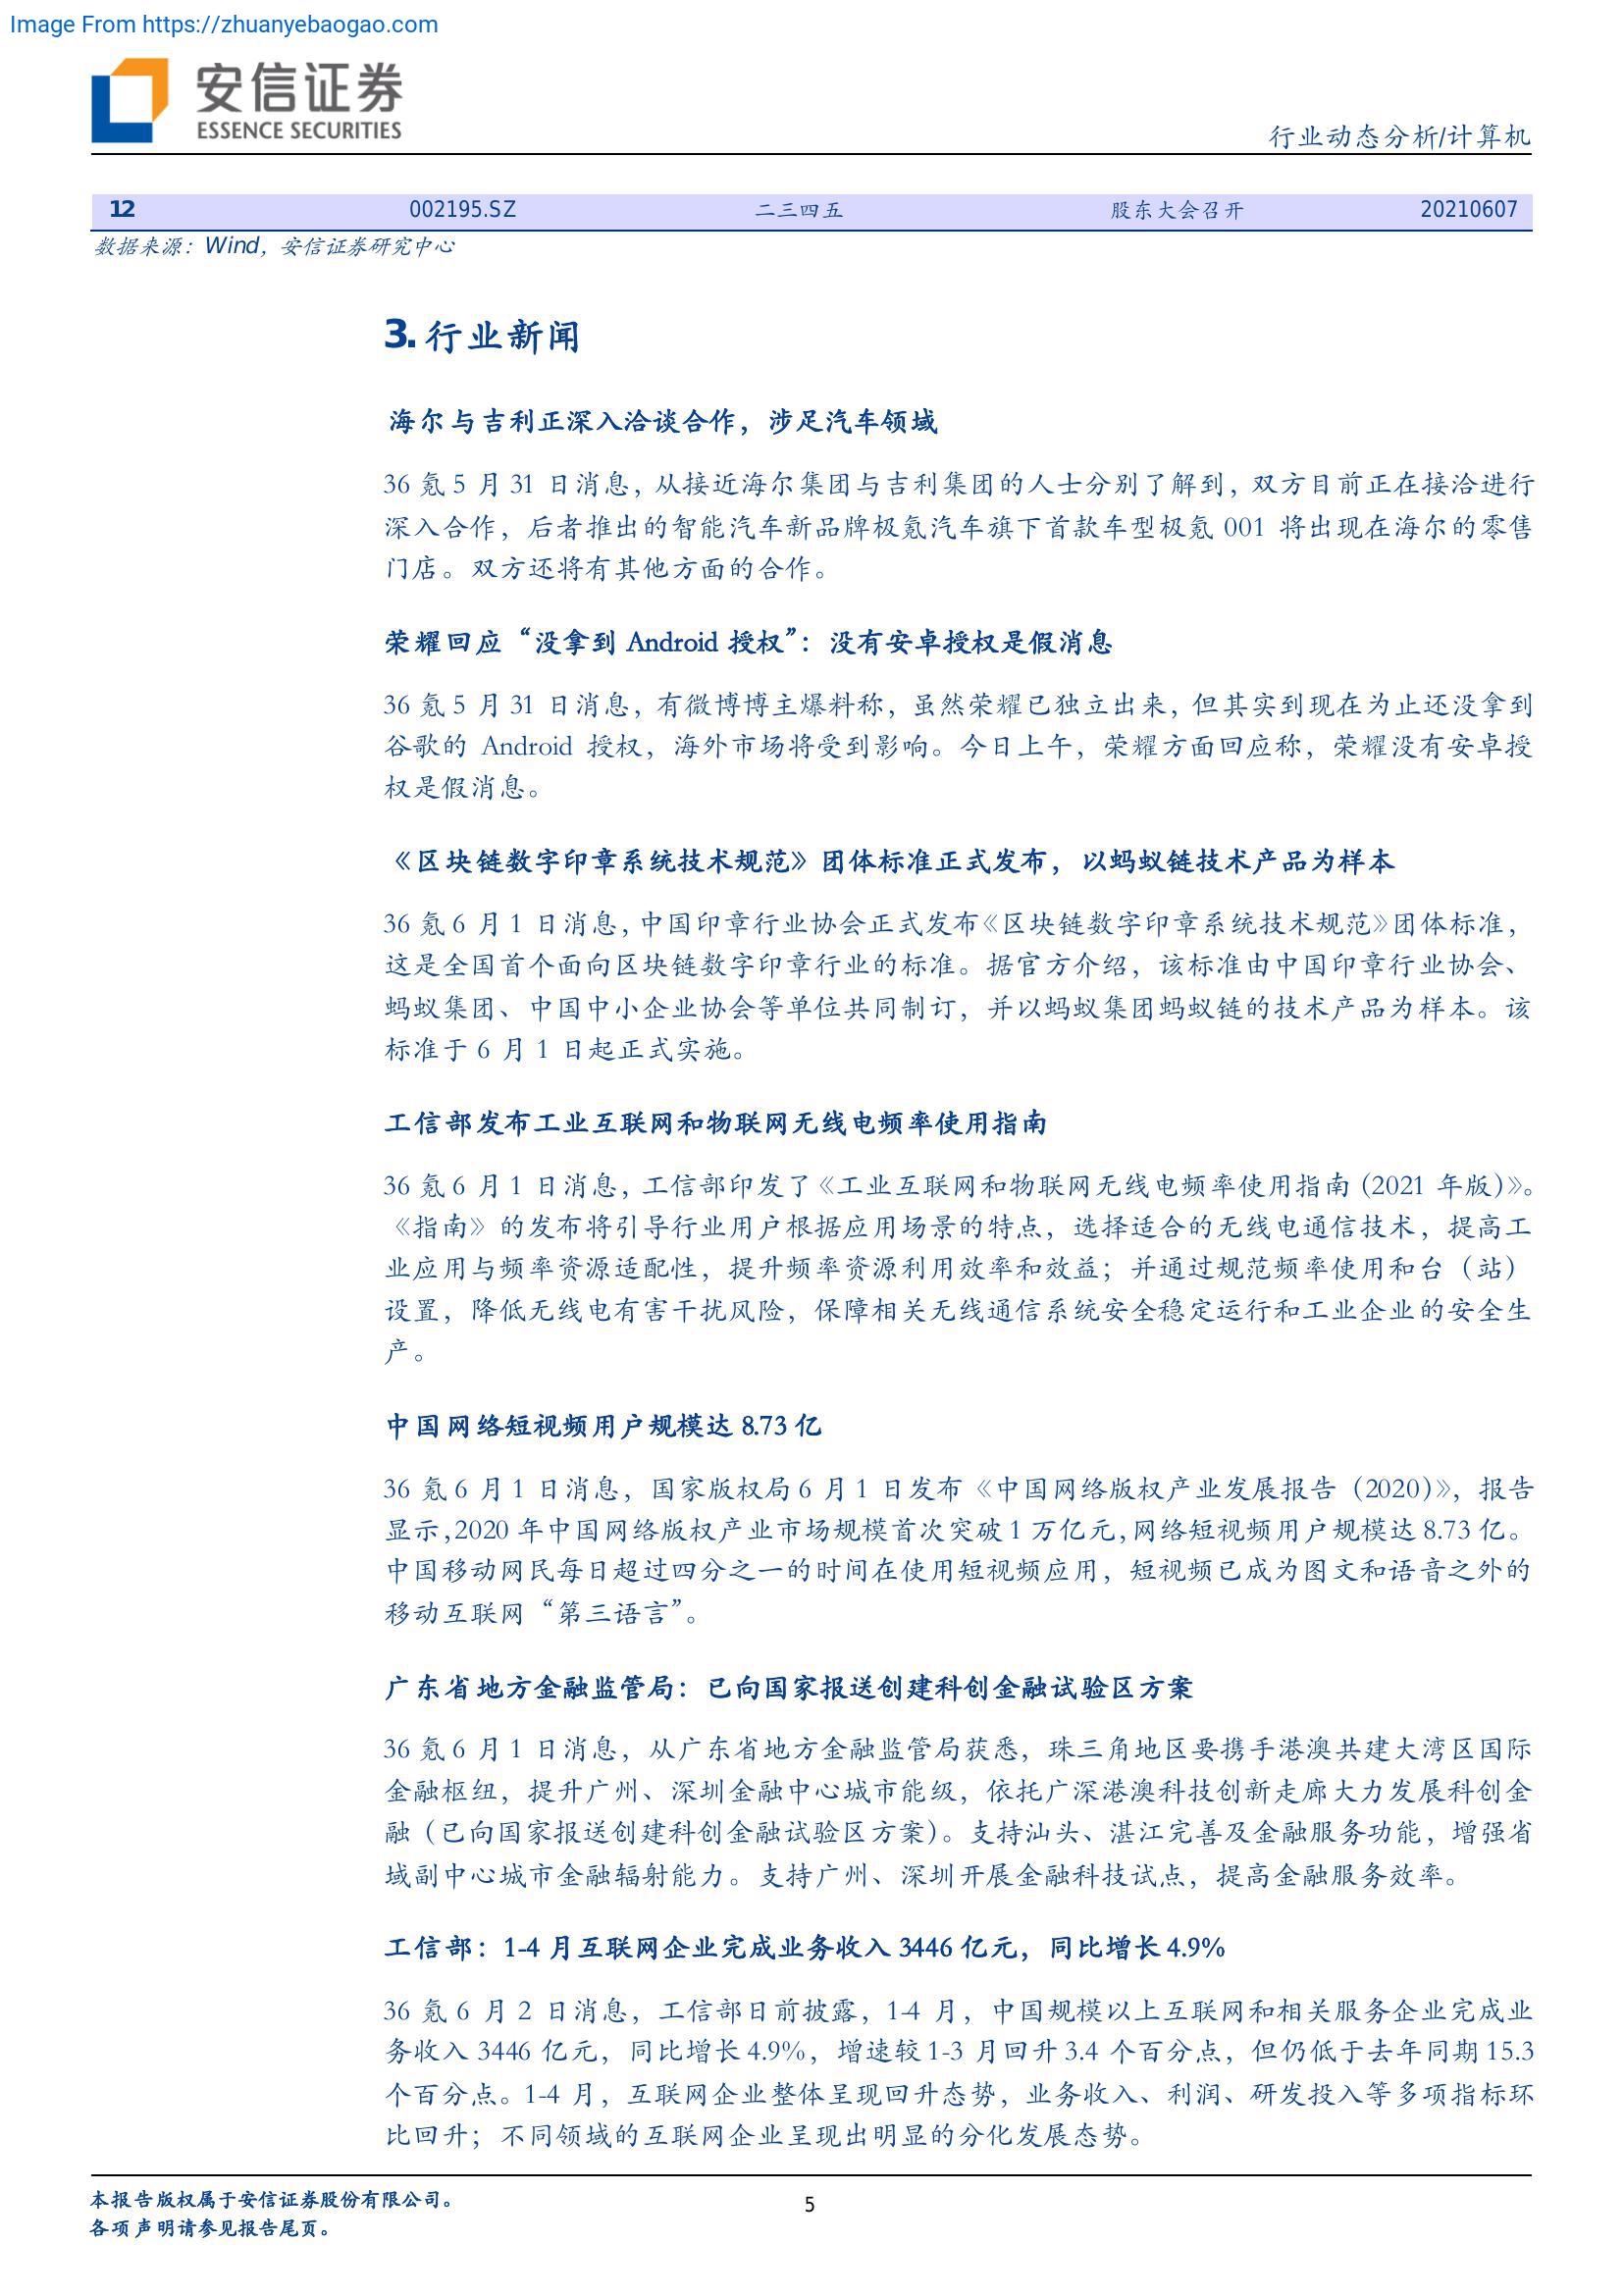 Image From https://zhuanyebaogao.com
安信证券
ESSENCE SECURITIES
行业动态分析/计算机
12 002195.SZ 二三四五 股东大会召开 20210607
数据来源：Wind，安信证券研究中心
3. 行业新闻
海尔与吉利正深入洽谈合作，涉足汽车领域
36 氪 5 月 31 日消息，从接近海尔集团与吉利集团的人士分别了解到，双方目前正在接洽进行
深入合作，后者推出的智能汽车新品牌极氪汽车旗下首款车型极氪 001 将出现在海尔的零售
门店。双方还将有其他方面的合作。
荣耀回应“没拿到 Android 授权”：没有安卓授权是假消息
36 氪 5 月 31 日消息，有微博博主爆料称，虽然荣耀已独立出来，但其实到现在为止还没拿到
谷歌的 Android 授权，海外市场将受到影响。今日上午，荣耀方面回应称，荣耀没有安卓授
权是假消息。
《区块链数字印章系统技术规范》团体标准正式发布，以蚂蚁链技术产品为样本
36 氪 6 月 1 日消息，中国印章行业协会正式发布《区块链数字印章系统技术规范》团体标准，
这是全国首个面向区块链数字印章行业的标准。据官方介绍，该标准由中国印章行业协会、
蚂蚁集团、中国中小企业协会等单位共同制订，并以蚂蚁集团蚂蚁链的技术产品为样本。该
标准于 6 月 1 日起正式实施。
工信部发布工业互联网和物联网无线电频率使用指南
36 氪 6 月 1 日消息，工信部印发了《工业互联网和物联网无线电频率使用指南（2021 年版）》。
《指南》的发布将引导行业用户根据应用场景的特点，选择适合的无线电通信技术，提高工
业应用与频率资源适配性，提升频率资源利用效率和效益；并通过规范频率使用和台（站）
设置，降低无线电有害干扰风险，保障相关无线通信系统安全稳定运行和工业企业的安全生
产。
中国网络短视频用户规模达 8.73 亿
36 氪 6 月 1 日消息，国家版权局 6 月 1 日发布《中国网络版权产业发展报告（2020）》，报告
显示，2020 年中国网络版权产业市场规模首次突破 1 万亿元，网络短视频用户规模达 8.73 亿。
中国移动网民每日超过四分之一的时间在使用短视频应用，短视频已成为图文和语音之外的
移动互联网“第三语言”。
广东省地方金融监管局：已向国家报送创建科创金融试验区方案
36 氪 6 月 1 日消息，从广东省地方金融监管局获悉，珠三角地区要携手港澳共建大湾区国际
金融枢纽，提升广州、深圳金融中心城市能级，依托广深港澳科技创新走廊大力发展科创金
融（已向国家报送创建科创金融试验区方案）。支持汕头、湛江完善及金融服务功能，增强省
域副中心城市金融辐射能力。支持广州、深圳开展金融科技试点，提高金融服务效率。
工信部：1-4 月互联网企业完成业务收入 3446 亿元，同比增长 4.9%
36 氪 6 月 2 日消息，工信部日前披露，1-4 月，中国规模以上互联网和相关服务企业完成业
务收入 3446 亿元，同比增长 4.9%，增速较 1-3 月回升 3.4 个百分点，但仍低于去年同期 15.3
个百分点。1-4 月，互联网企业整体呈现回升态势，业务收入、利润、研发投入等多项指标环
比回升；不同领域的互联网企业呈现出明显的分化发展态势。
本报告版权属于安信证券股份有限公司。
各项声明请参见报告尾页。
5